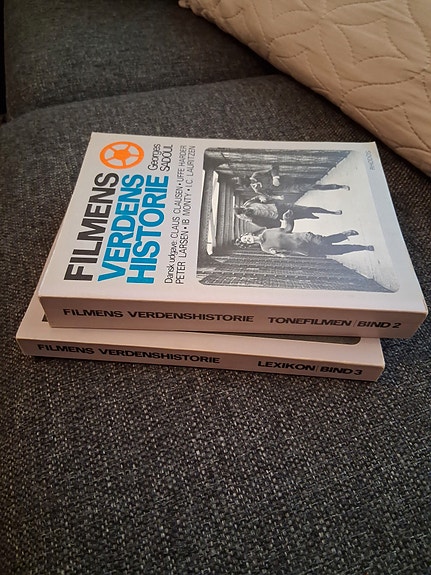 FILMENS
VERDENS
HISTORIE
Georges
SADOUL
Dansk udgave: CLAUS CLAUSEN • UFFE HARDER
PETER LARSEN • IB MONTY • I.C. LAURITZEN
FILMENS VERDENSHISTORIE TONEFILMEN/BIND 2
FILMENS VERDENSHISTORIE LEXIKON/BIND 3